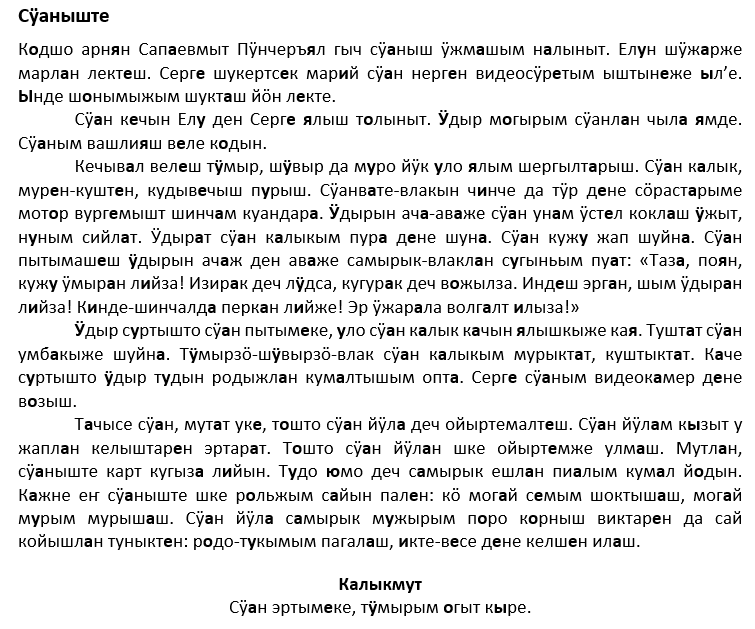 Сӱаныште
Кодшо арнян Сапаевмыт Пӱнчеръял гыч сӱаныш ӱжмашым налыныт. Елун шӱжарже
марлан лектеш. Серге шукертсек марий сӱан нерген видеосӱретым ыштынеже ыл’е.
Ынде шонымыжым шукташ йӧн лекте.
Сӱан кечын Елу ден Серге ялыш толыныт. Ӱдыр могырым сӱанлан чыла ямде.
Сӱаным вашлияш веле кодын.
Кечывал велеш тӱмыр, шӱвыр да муро йӱк уло ялым шергылтарыш. Сӱан калык,
мурен-куштен, кудывечыш пурыш. Сӱанвате-влакын чинче да тӱр дене сӧрастарыме
мотор вургемышт шинчам куандара. Ӱдырын ача-аваже сӱан унам ӱстел коклаш ӱжыт,
нуным сийлат. Ӱдырат сӱан калыкым пура дене шуна. Сӱан кужу жап шуйна. Сӱан
пытымашеш ӱдырын ачаж ден аваже самырык-влаклан сугыньым пуат: «Таза, поян,
кужу ӱмыран лийза! Изирак деч лӱдса, кугурак деч вожылза. Индеш эрган, шым ӱдыран
лийза! Кинде-шинчалда перкан лийже! Эр ӱжарала волгалт илыза!»
Ӱдыр суртышто сӱан пытымеке, уло сӱан калык качын ялышкыже кая. Туштат сӱан
умбакыже шуйна. Тӱмырзӧ-шӱвырзӧ-влак сӱан калыкым мурыктат, куштыктат. Каче
суртышто ӱдыр тудын родыжлан кумалтышым опта. Серге сӱаным видеокамер дене
возыш.
Тачысе сӱан, мутат уке, тошто сӱан йӱла деч ойыртемалтеш. Сӱан йӱлам кызыт у
жаплан келыштарен эртарат. Тошто сӱан йӱлан шке ойыртемже улмаш. Мутлан,
сӱаныште карт кугыза лийын. Тудо юмо деч самырык ешлан пиалым кумал йодын.
Кажне еҥ сӱаныште шке рольжым сайын пален: кӧ могай семым шоктышаш, могай
мурым мурышаш. Сӱан йӱла самырык мужырым поро корныш виктарен да сай
койышлан туныктен: родо-тукымым пагалаш, икте-весе дене келшен илаш.
Калыкмут
Сӱан эртымеке, тӱмырым огыт кыре.